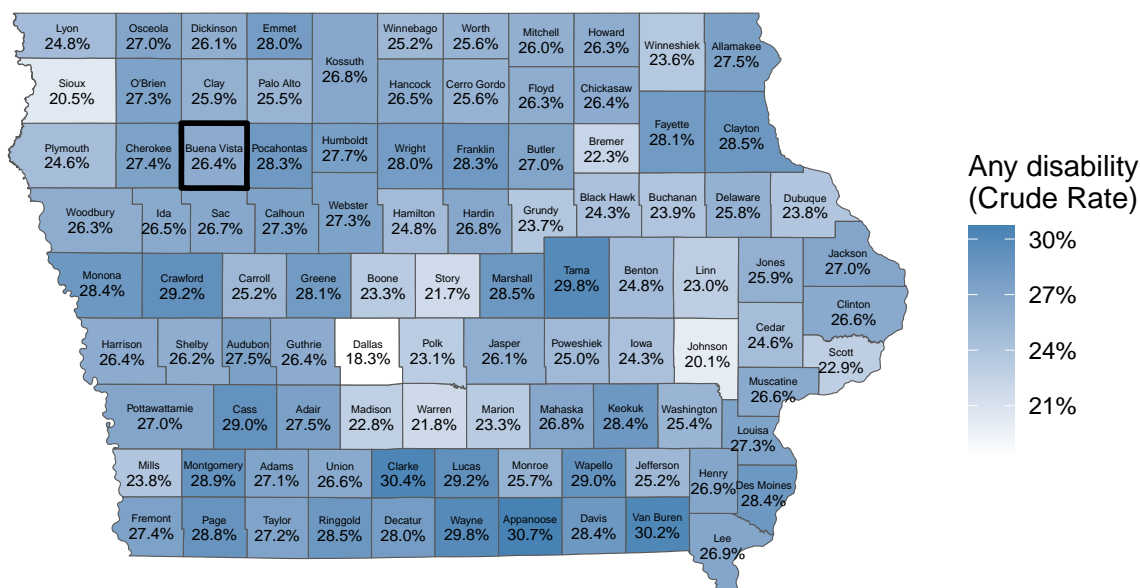 Lyon
24.8%
Osceola
27.0%
Dickinson
26.1%
Emmet
28.0%
Kossuth
26.8%
Winnebago
25.2%
Worth
25.6%
Mitchell
26.0%
Howard
26.3%
Winneshiek
23.6%
Allamakee
27.5%
Sioux
20.5%
O'Brien
27.3%
Clay
25.9%
Palo Alto
25.5%
Hancock
26.5%
Cerro Gordo
25.6%
Floyd
26.3%
Chickasaw
26.4%
Fayette
28.1%
Clayton
28.5%
Plymouth
24.6%
Cherokee
27.4%
Buena Vista
26.4%
Pocahontas
28.3%
Humboldt
27.7%
Wright
28.0%
Franklin
28.3%
Butler
27.0%
Bremer
22.3%
Woodbury
26.3%
Ida
26.5%
Sac
26.7%
Calhoun
27.3%
Webster
27.3%
Hamilton
24.8%
Hardin
26.8%
Grundy
23.7%
Black Hawk
24.3%
Buchanan
23.9%
Delaware
25.8%
Dubuque
23.8%
Monona
28.4%
Crawford
29.2%
Carroll
25.2%
Greene
28.1%
Boone
23.3%
Story
21.7%
Marshall
28.5%
Tama
29.8%
Benton
24.8%
Linn
23.0%
Jones
25.9%
Jackson
27.0%
Clinton
26.6%
Harrison
26.4%
Shelby
26.2%
Audubon
27.5%
Guthrie
26.4%
Dallas
18.3%
Polk
23.1%
Jasper
26.1%
Poweshiek
25.0%
Iowa
24.3%
Johnson
20.1%
Cedar
24.6%
Scott
22.9%
Muscatine
26.6%
Pottawattamie
27.0%
Cass
29.0%
Adair
27.5%
Madison
22.8%
Warren
21.8%
Marion
23.3%
Mahaska
26.8%
Keokuk
28.4%
Washington
25.4%
Louisa
27.3%
Mills
23.8%
Montgomery
28.9%
Adams
27.1%
Union
26.6%
Clarke
30.4%
Lucas
29.2%
Monroe
25.7%
Wapello
29.0%
Jefferson
25.2%
Henry
26.9%
Des Moines
28.4%
Fremont
27.4%
Page
28.8%
Taylor
27.2%
Ringgold
28.5%
Decatur
28.0%
Wayne
29.8%
Appanoose
30.7%
Davis
28.4%
Van Buren
30.2%
Lee
26.9%
Any disability
(Crude Rate)
30%
27%
24%
21%